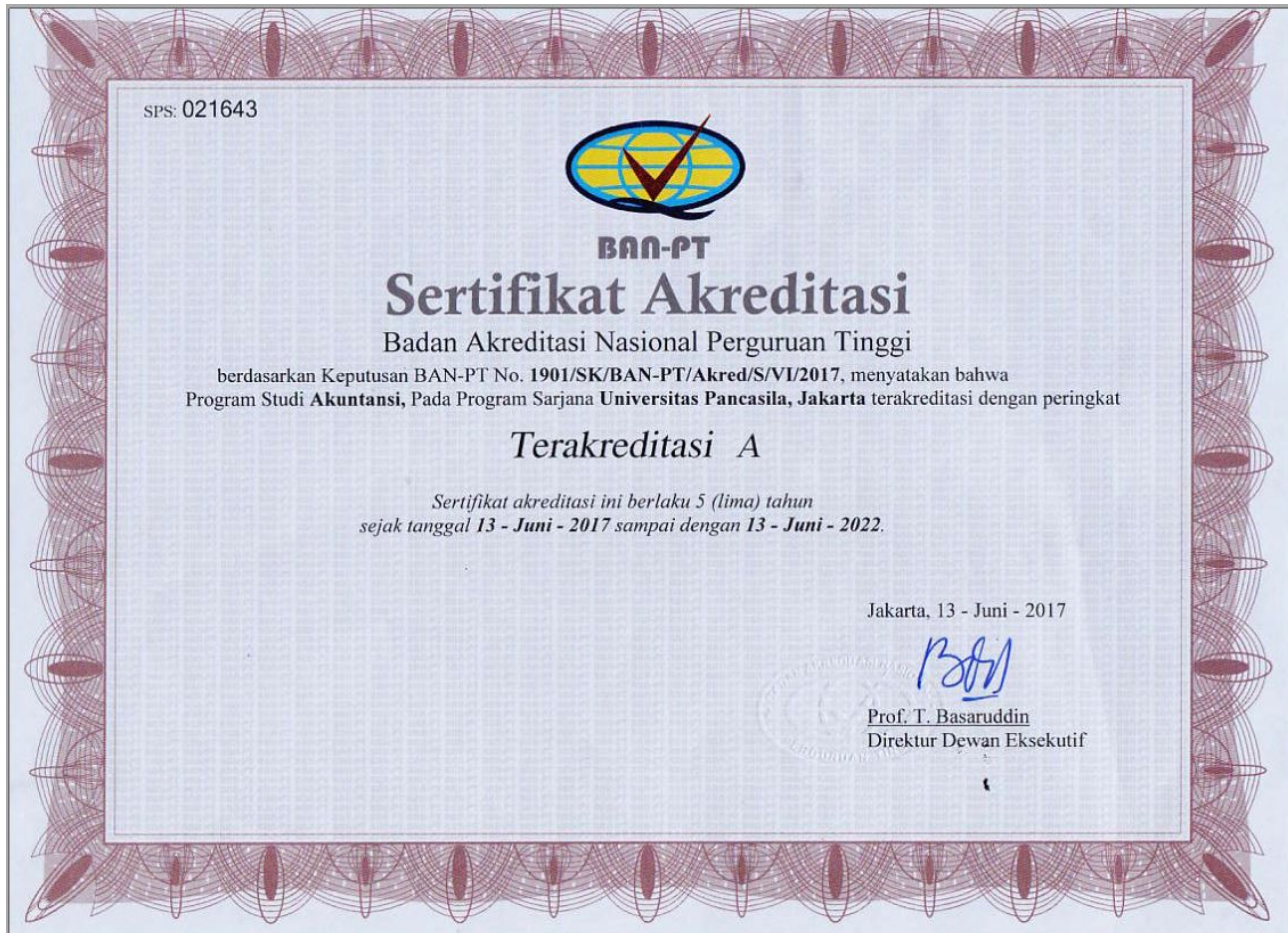 SPS: 021643
BAN-PT
Sertifikat Akreditasi
Badan Akreditasi Nasional Perguruan Tinggi
berdasarkan Keputusan BAN-PT No. 1901/SK/BAN-PT/Akred/S/VI/2017, menyatakan bahwa
Program Studi Akuntansi, Pada Program Sarjana Universitas Pancasila, Jakarta terakreditasi dengan peringkat
Terakreditasi A
Sertifikat akreditasi ini berlaku 5 (lima) tahun
sejak tanggal 13 - Juni - 2017 sampai dengan 13 - Juni - 2022.
Jakarta, 13 - Juni - 2017
Prof. T. Basaruddin
Direktur Dewan Eksekutif